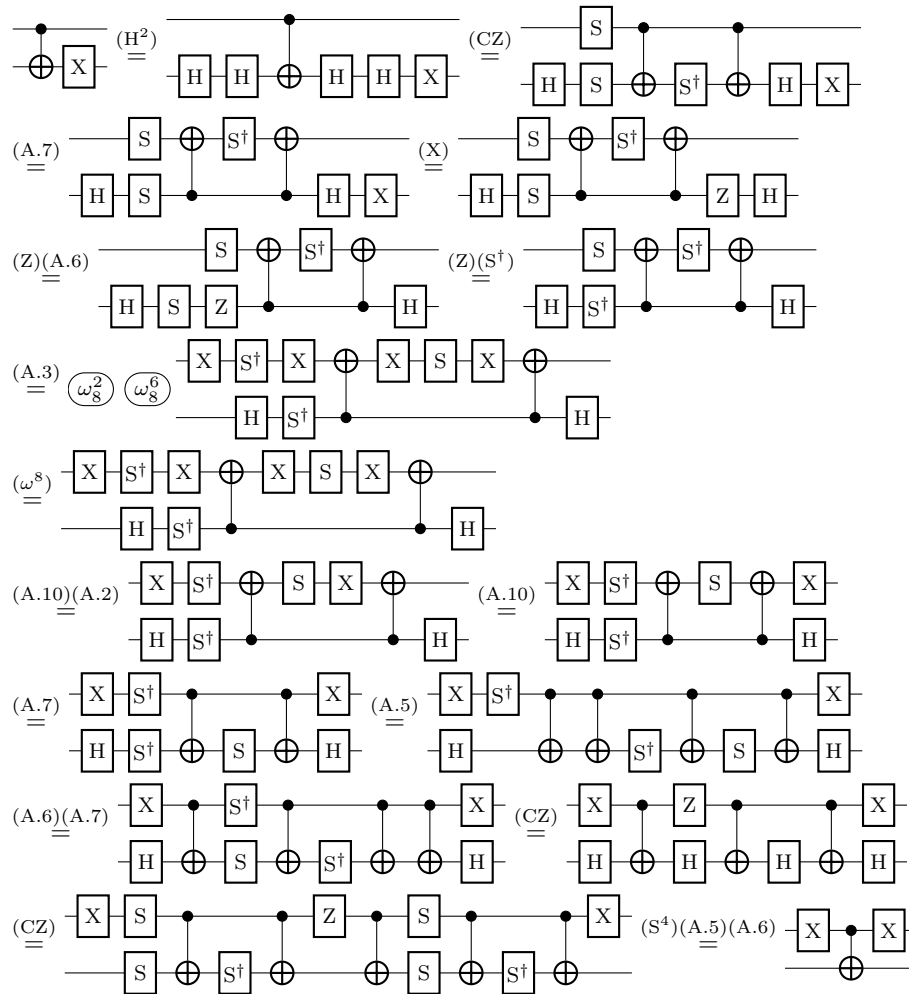 X (H²) = H H H H X (CZ) = S H S S† H X
(A.7) = S S† H S H X (X) = S S† H S Z H
(Z)(A.6) = S S† H S Z H (Z)(S†) = S S† H S† H
(A.3) = ω₈² ω₈⁶ X S† X X S X H S† H
(ω⁸) = X S† X X S X H S† H
(A.10)(A.2) = X S† S X H S† H (A.10) = X S† S X H S† H
(A.7) = X S† X H S† S H (A.5) = X S† X H S† S H
(A.6)(A.7) = X S† X H S S† H (CZ) = X Z X H H H H
(CZ) = X S Z S X S S† S S† (S⁴)(A.5)(A.6) = X X